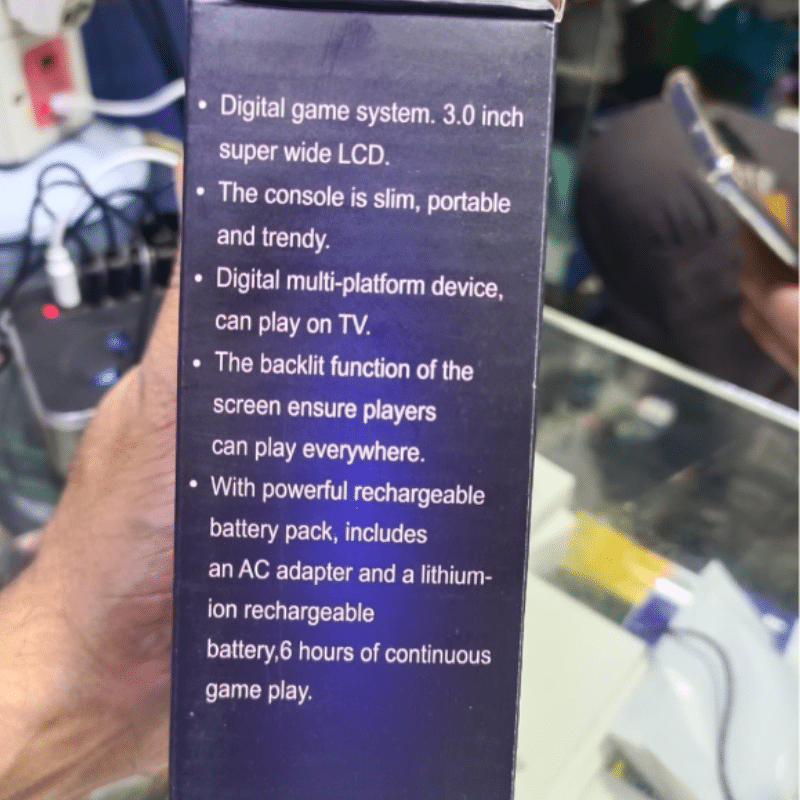 • Digital game system. 3.0 inch
super wide LCD.
• The console is slim, portable
and trendy.
• Digital multi-platform device,
can play on TV.
• The backlit function of the
screen ensure players
can play everywhere.
• With powerful rechargeable
battery pack, includes
an AC adapter and a lithium-
ion rechargeable
battery,6 hours of continuous
game play.